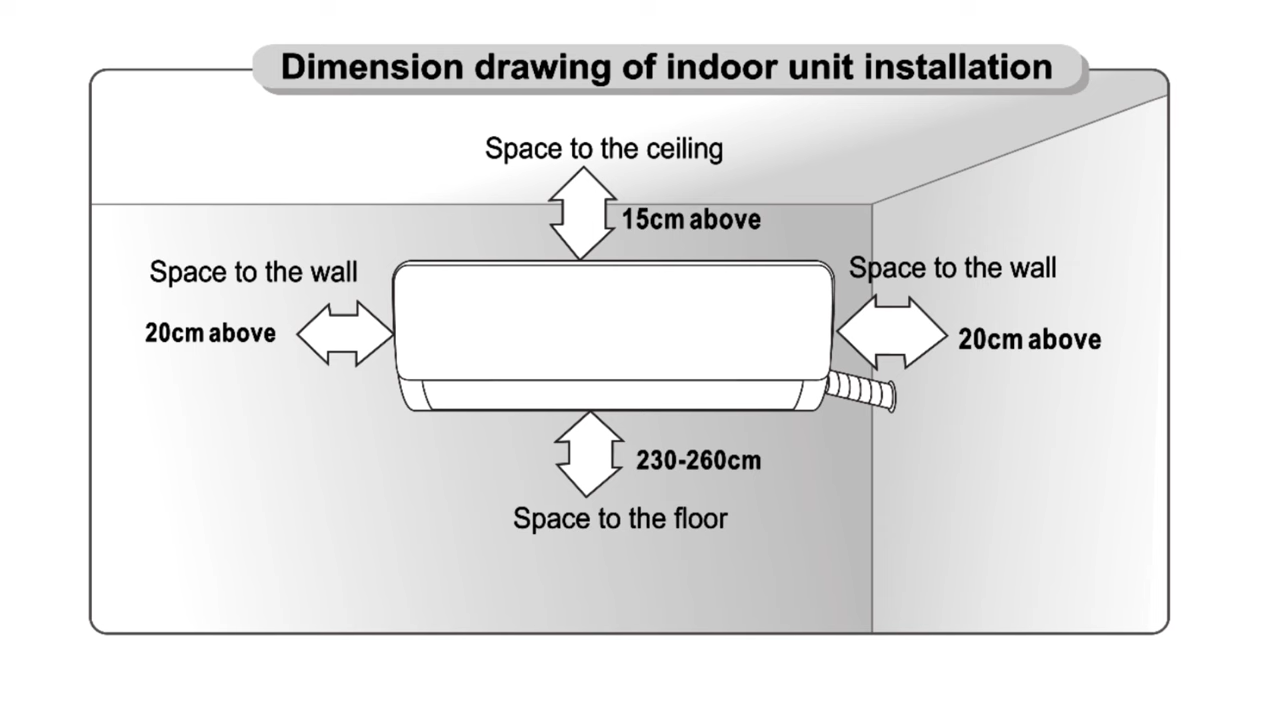 Dimension drawing of indoor unit installation
Space to the ceiling
15cm above
Space to the wall
20cm above
Space to the wall
20cm above
230-260cm
Space to the floor